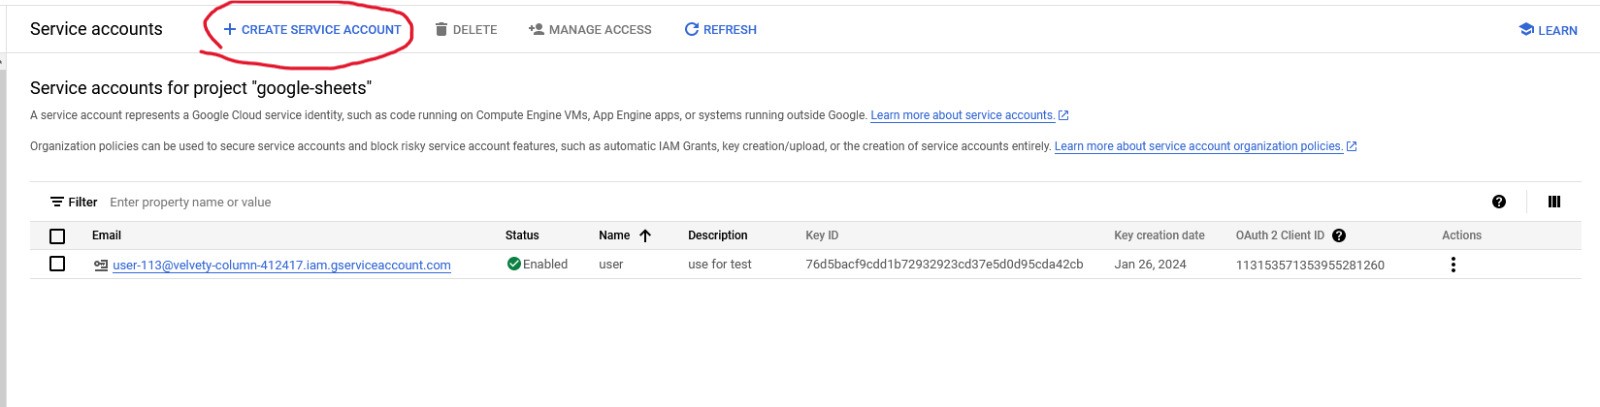 Service accounts + CREATE SERVICE ACCOUNT DELETE MANAGE ACCESS REFRESH LEARN
Service accounts for project "google-sheets"
A service account represents a Google Cloud service identity, such as code running on Compute Engine VMs, App Engine apps, or systems running outside Google. Learn more about service accounts.
Organization policies can be used to secure service accounts and block risky service account features, such as automatic IAM Grants, key creation/upload, or the creation of service accounts entirely. Learn more about service account organization policies.
Filter Enter property name or value
Email Status Name Description Key ID Key creation date OAuth 2 Client ID Actions
user-113@velvety-column-412417.iam.gserviceaccount.com Enabled user use for test 76d5bacf9cdd1b72932923cd37e5d0d95cda42cb Jan 26, 2024 113153571353955281260